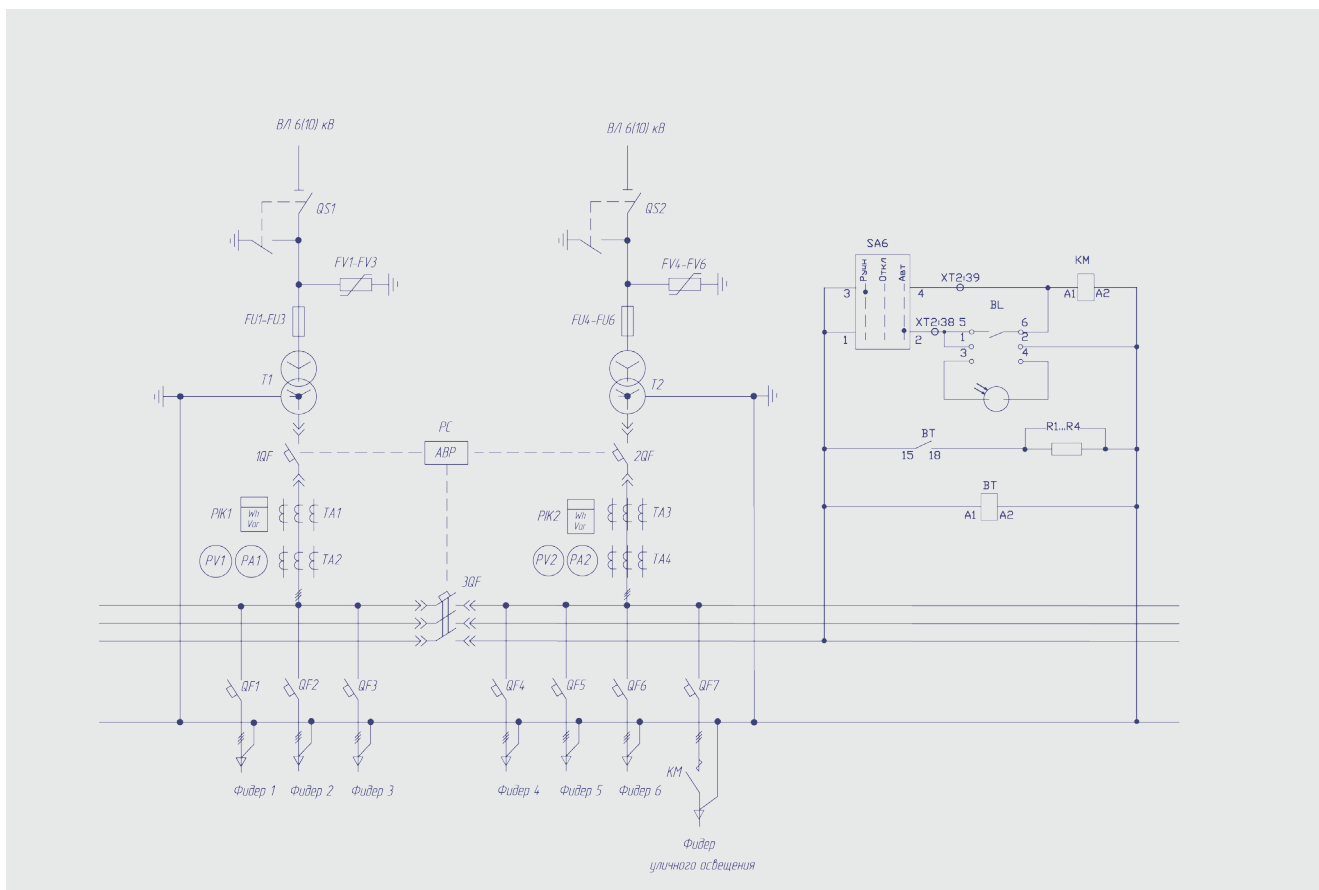 ВЛ 6(10) кВ
ВЛ 6(10) кВ
QS1
QS2
SA6
Ручн
Откл
Авт
KM
FV1-FV3
FV4-FV6
XT2:39
3
4
A1
A2
BL
FU1-FU3
FU4-FU6
XT2:38
5
6
1
2
1
2
3
4
T1
T2
PC
АВР
1QF
2QF
BT
R1...R4
15
18
BT
A1
A2
PIK1
Wh
Var
TA1
PIK2
Wh
Var
TA3
PV1
PA1
TA2
PV2
PA2
TA4
3QF
QF1
QF2
QF3
QF4
QF5
QF6
QF7
KM
Фидер 1
Фидер 2
Фидер 3
Фидер 4
Фидер 5
Фидер 6
Фидер
уличного освещения